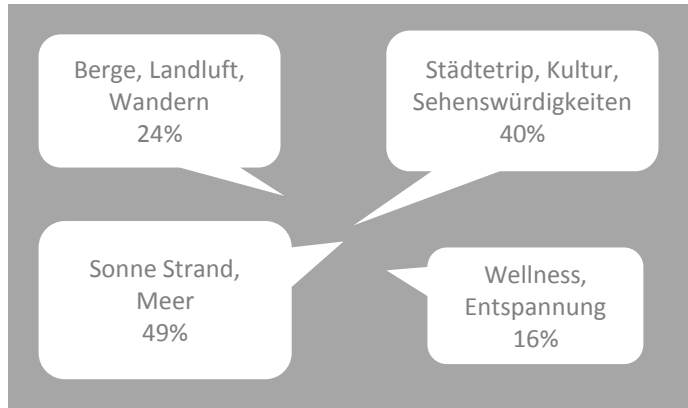 Berge, Landluft,
Wandern
24%
Städtetrip, Kultur,
Sehenswürdigkeiten
40%
Sonne Strand,
Meer
49%
Wellness,
Entspannung
16%